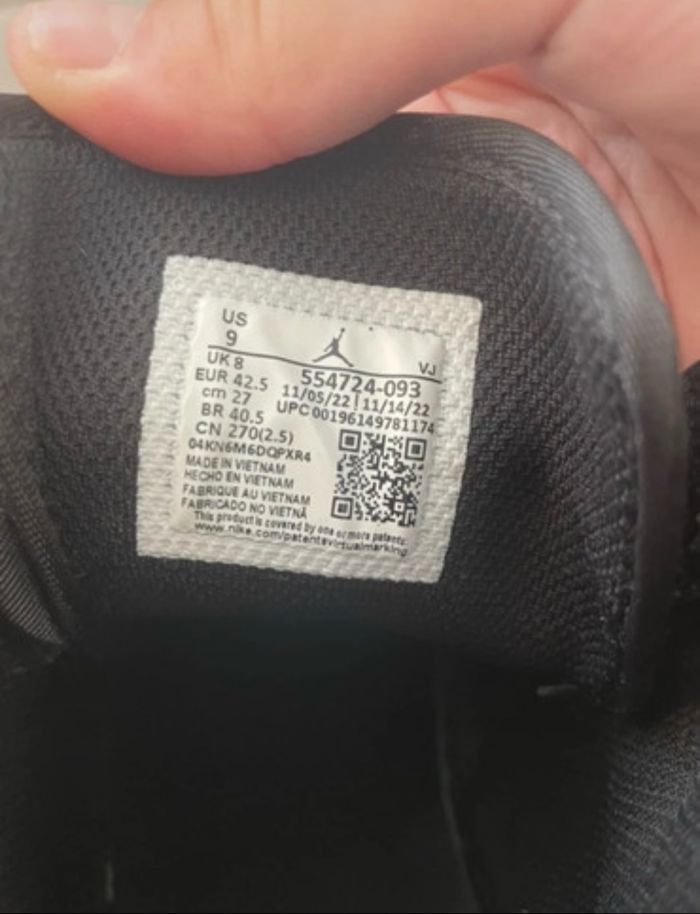 US
9
VJ
UK 8
EUR 42.5
cm 27
BR 40.5
CN 270(2.5)
554724-093
11/05/22 | 11/14/22
UPC 00196149781174
04KN6M6DQPXR4
MADE IN VIETNAM
HECHO EN VIETNAM
FABRIQUE AU VIETNAM
FABRICADO NO VIETNÃ
This product is covered by one or more patents:
www.nike.com/patentsvirtualmarking